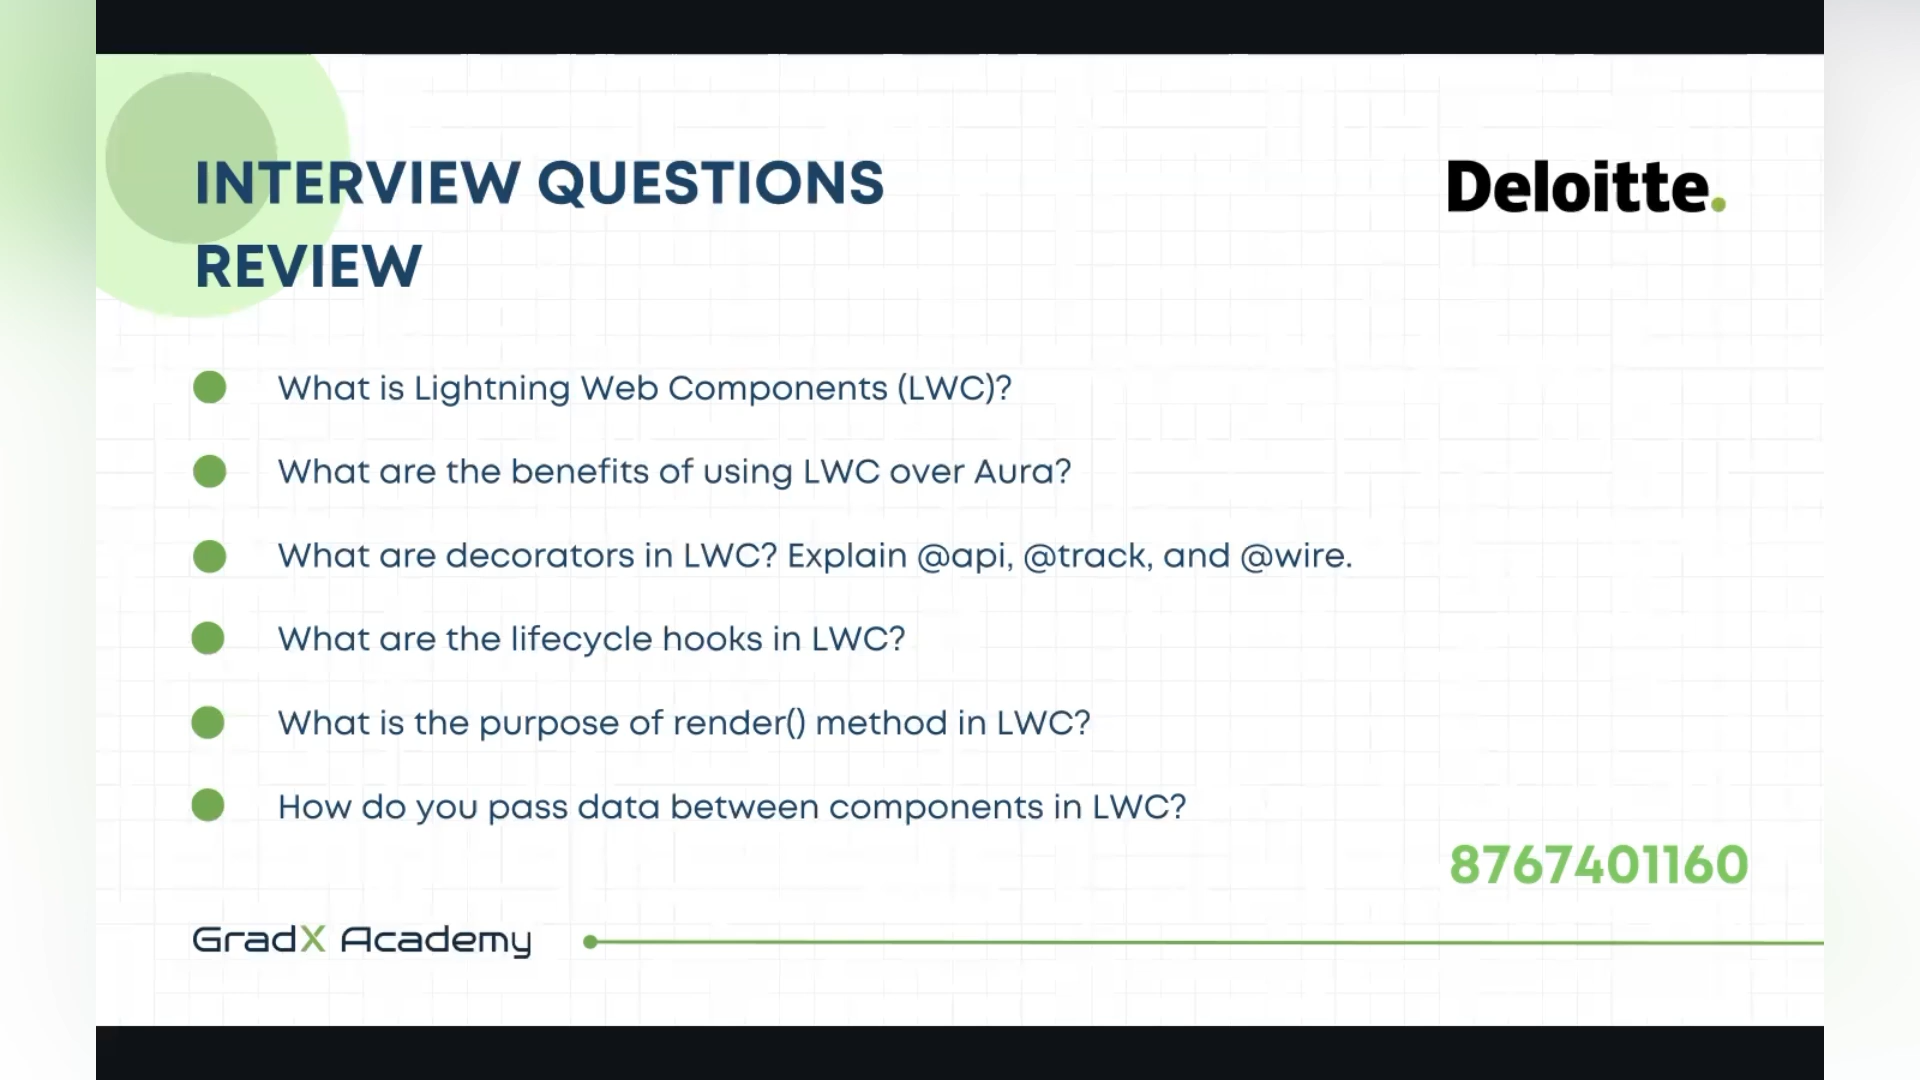 INTERVIEW QUESTIONS
REVIEW
Deloitte.
What is Lightning Web Components (LWC)?
What are the benefits of using LWC over Aura?
What are decorators in LWC? Explain @api, @track, and @wire.
What are the lifecycle hooks in LWC?
What is the purpose of render() method in LWC?
How do you pass data between components in LWC?
8767401160
GradX Academy